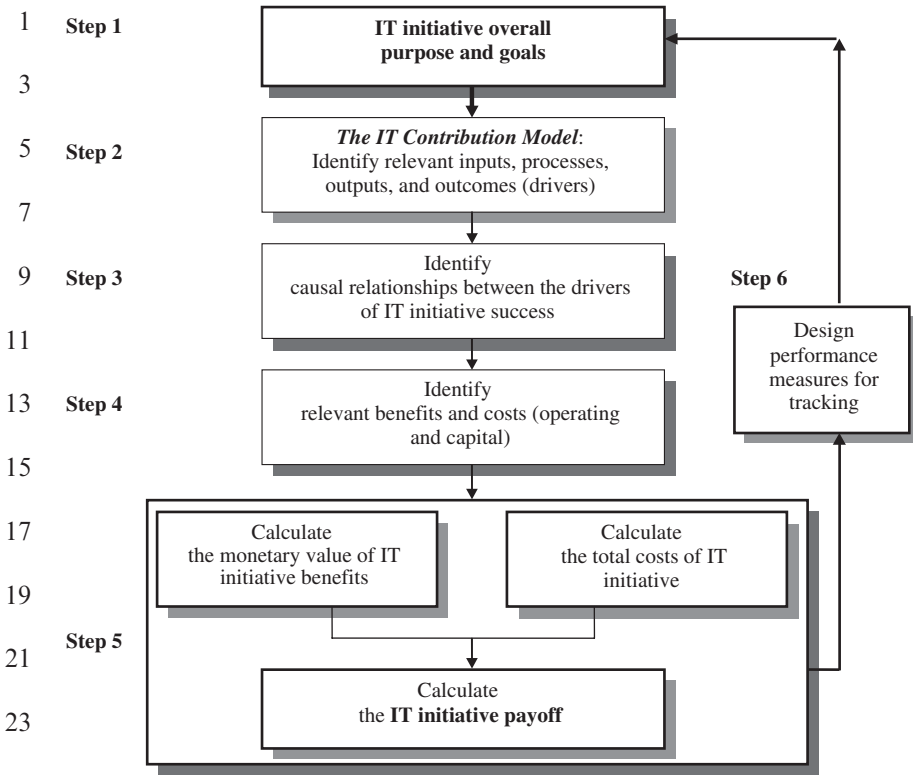 1
Step 1
IT initiative overall
purpose and goals
3
5
Step 2
The IT Contribution Model:
Identify relevant inputs, processes,
outputs, and outcomes (drivers)
7
9
Step 3
Identify
causal relationships between the drivers
of IT initiative success
11
13
Step 4
Identify
relevant benefits and costs (operating
and capital)
15
17
Calculate
the monetary value of IT
initiative benefits
Calculate
the total costs of IT
initiative
19
Step 5
21
Calculate
the IT initiative payoff
23
Step 6
Design
performance
measures for
tracking